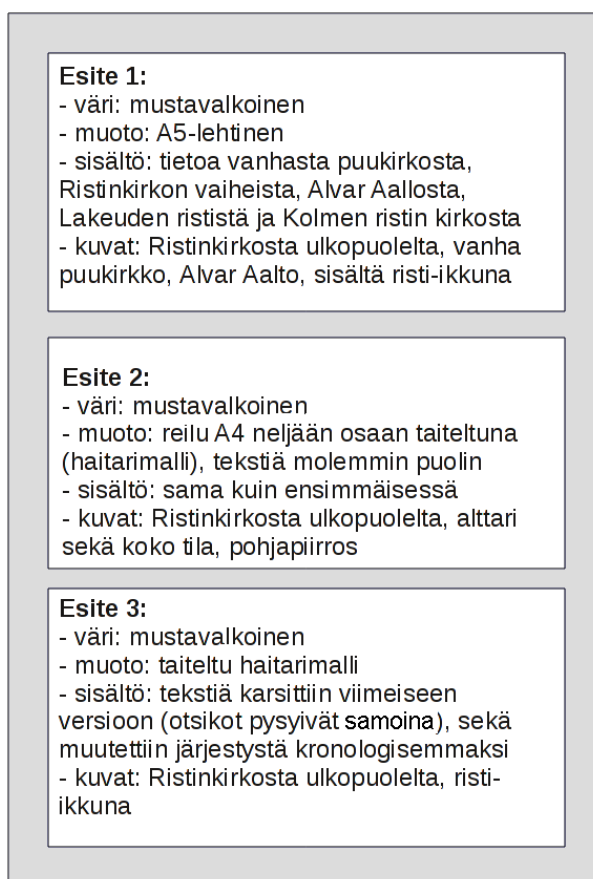 Esite 1:
- väri: mustavalkoinen
- muoto: A5-lehtinen
- sisältö: tietoa vanhasta puukirkosta,
Ristinkirkon vaiheista, Alvar Aallosta,
Lakeuden rististä ja Kolmen ristin kirkosta
- kuvat: Ristinkirkosta ulkopuolelta, vanha
puukirkko, Alvar Aalto, sisältä risti-ikkuna
Esite 2:
- väri: mustavalkoinen
- muoto: reilu A4 neljään osaan taiteltuna
(haitarimalli), tekstiä molemmin puolin
- sisältö: sama kuin ensimmäisessä
- kuvat: Ristinkirkosta ulkopuolelta, alttari
sekä koko tila, pohjapiirros
Esite 3:
- väri: mustavalkoinen
- muoto: taiteltu haitarimalli
- sisältö: tekstiä karsittiin viimeiseen
versioon (otsikot pysyivät samoina), sekä
muutettiin järjestystä kronologisemmaksi
- kuvat: Ristinkirkosta ulkopuolelta, risti-
ikkuna